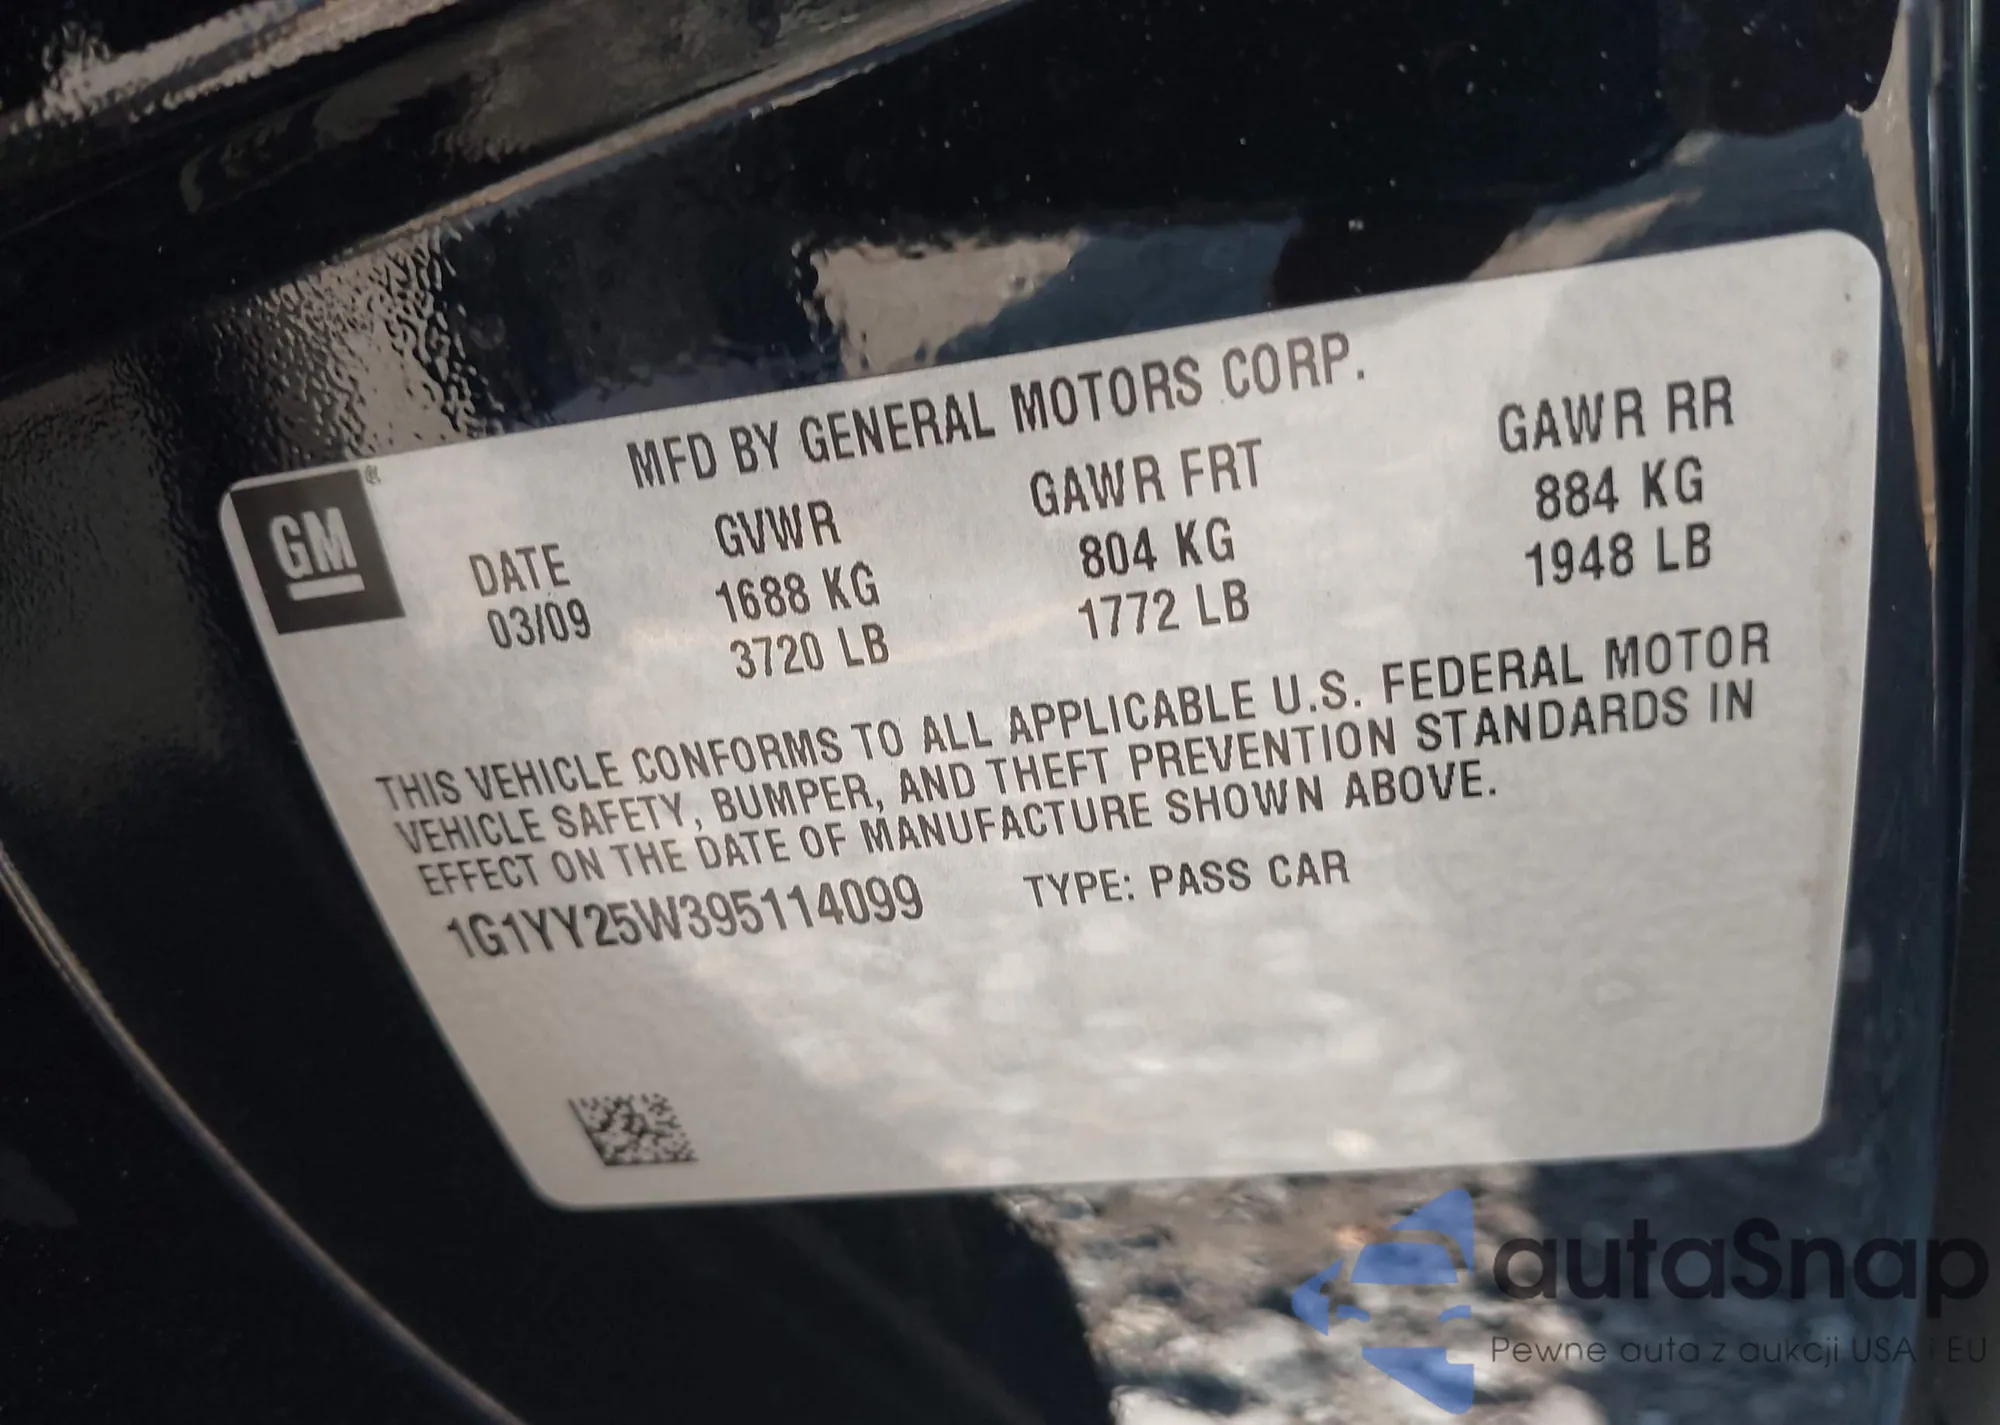 MFD BY GENERAL MOTORS CORP.
GM®
DATE GVWR GAWR FRT GAWR RR
03/09 1688 KG 804 KG 884 KG
3720 LB 1772 LB 1948 LB
THIS VEHICLE CONFORMS TO ALL APPLICABLE U.S. FEDERAL MOTOR
VEHICLE SAFETY, BUMPER, AND THEFT PREVENTION STANDARDS IN
EFFECT ON THE DATE OF MANUFACTURE SHOWN ABOVE.
1G1YY25W395114099 TYPE: PASS CAR
autaSnap
Pewne auta z aukcji USA i EU